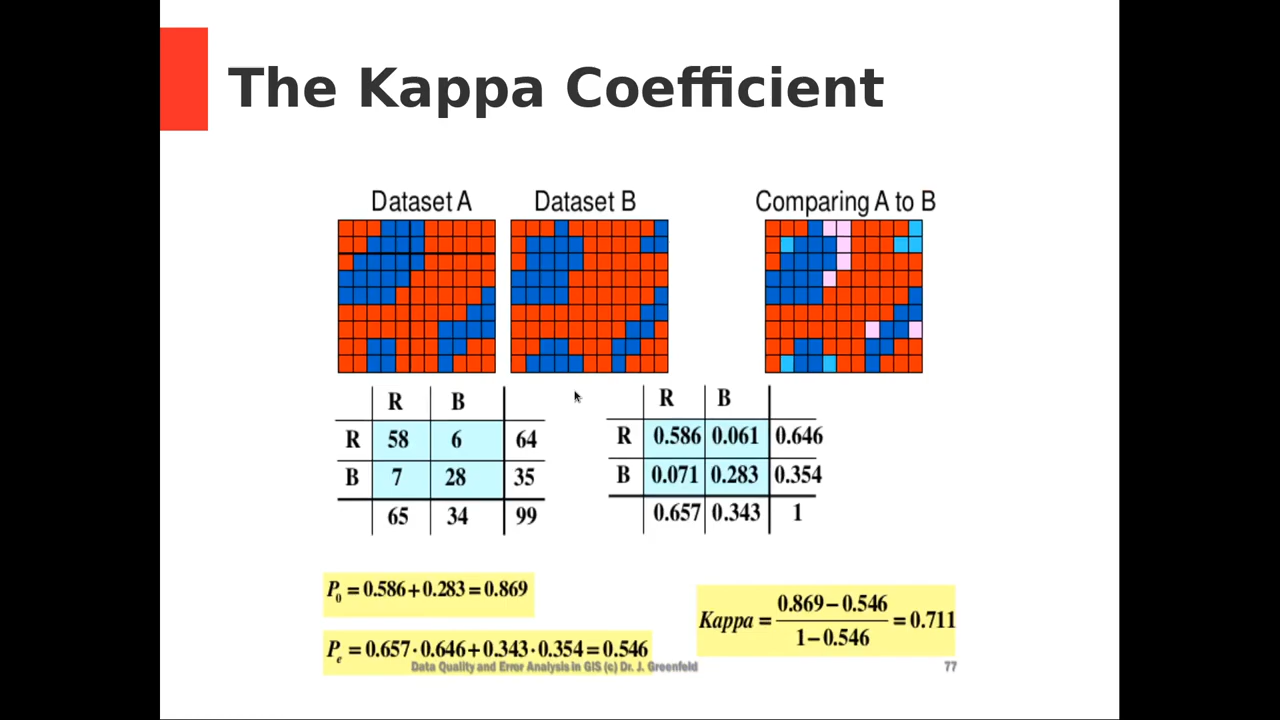 The Kappa Coefficient
Dataset A Dataset B Comparing A to B
R B
R 58 6 64
B 7 28 35
65 34 99
R B
R 0.586 0.061 0.646
B 0.071 0.283 0.354
0.657 0.343 1
P₀ = 0.586+0.283 = 0.869
Pₑ = 0.657·0.646+0.343·0.354 = 0.546
Kappa = (0.869−0.546)/(1−0.546) = 0.711
Data Quality and Error Analysis in GIS (c) Dr. J. Greenfeld 77